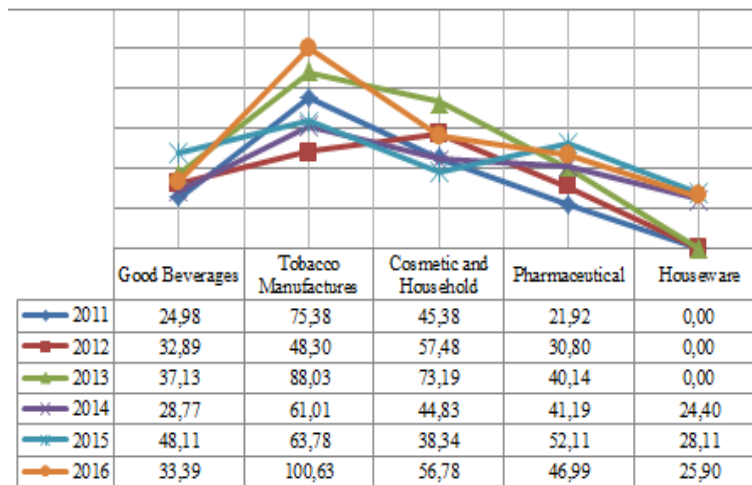 Good Beverages Tobacco Manufactures Cosmetic and Household Pharmaceutical Houseware
2011 24,98 75,38 45,38 21,92 0,00
2012 32,89 48,30 57,48 30,80 0,00
2013 37,13 88,03 73,19 40,14 0,00
2014 28,77 61,01 44,83 41,19 24,40
2015 48,11 63,78 38,34 52,11 28,11
2016 33,39 100,63 56,78 46,99 25,90